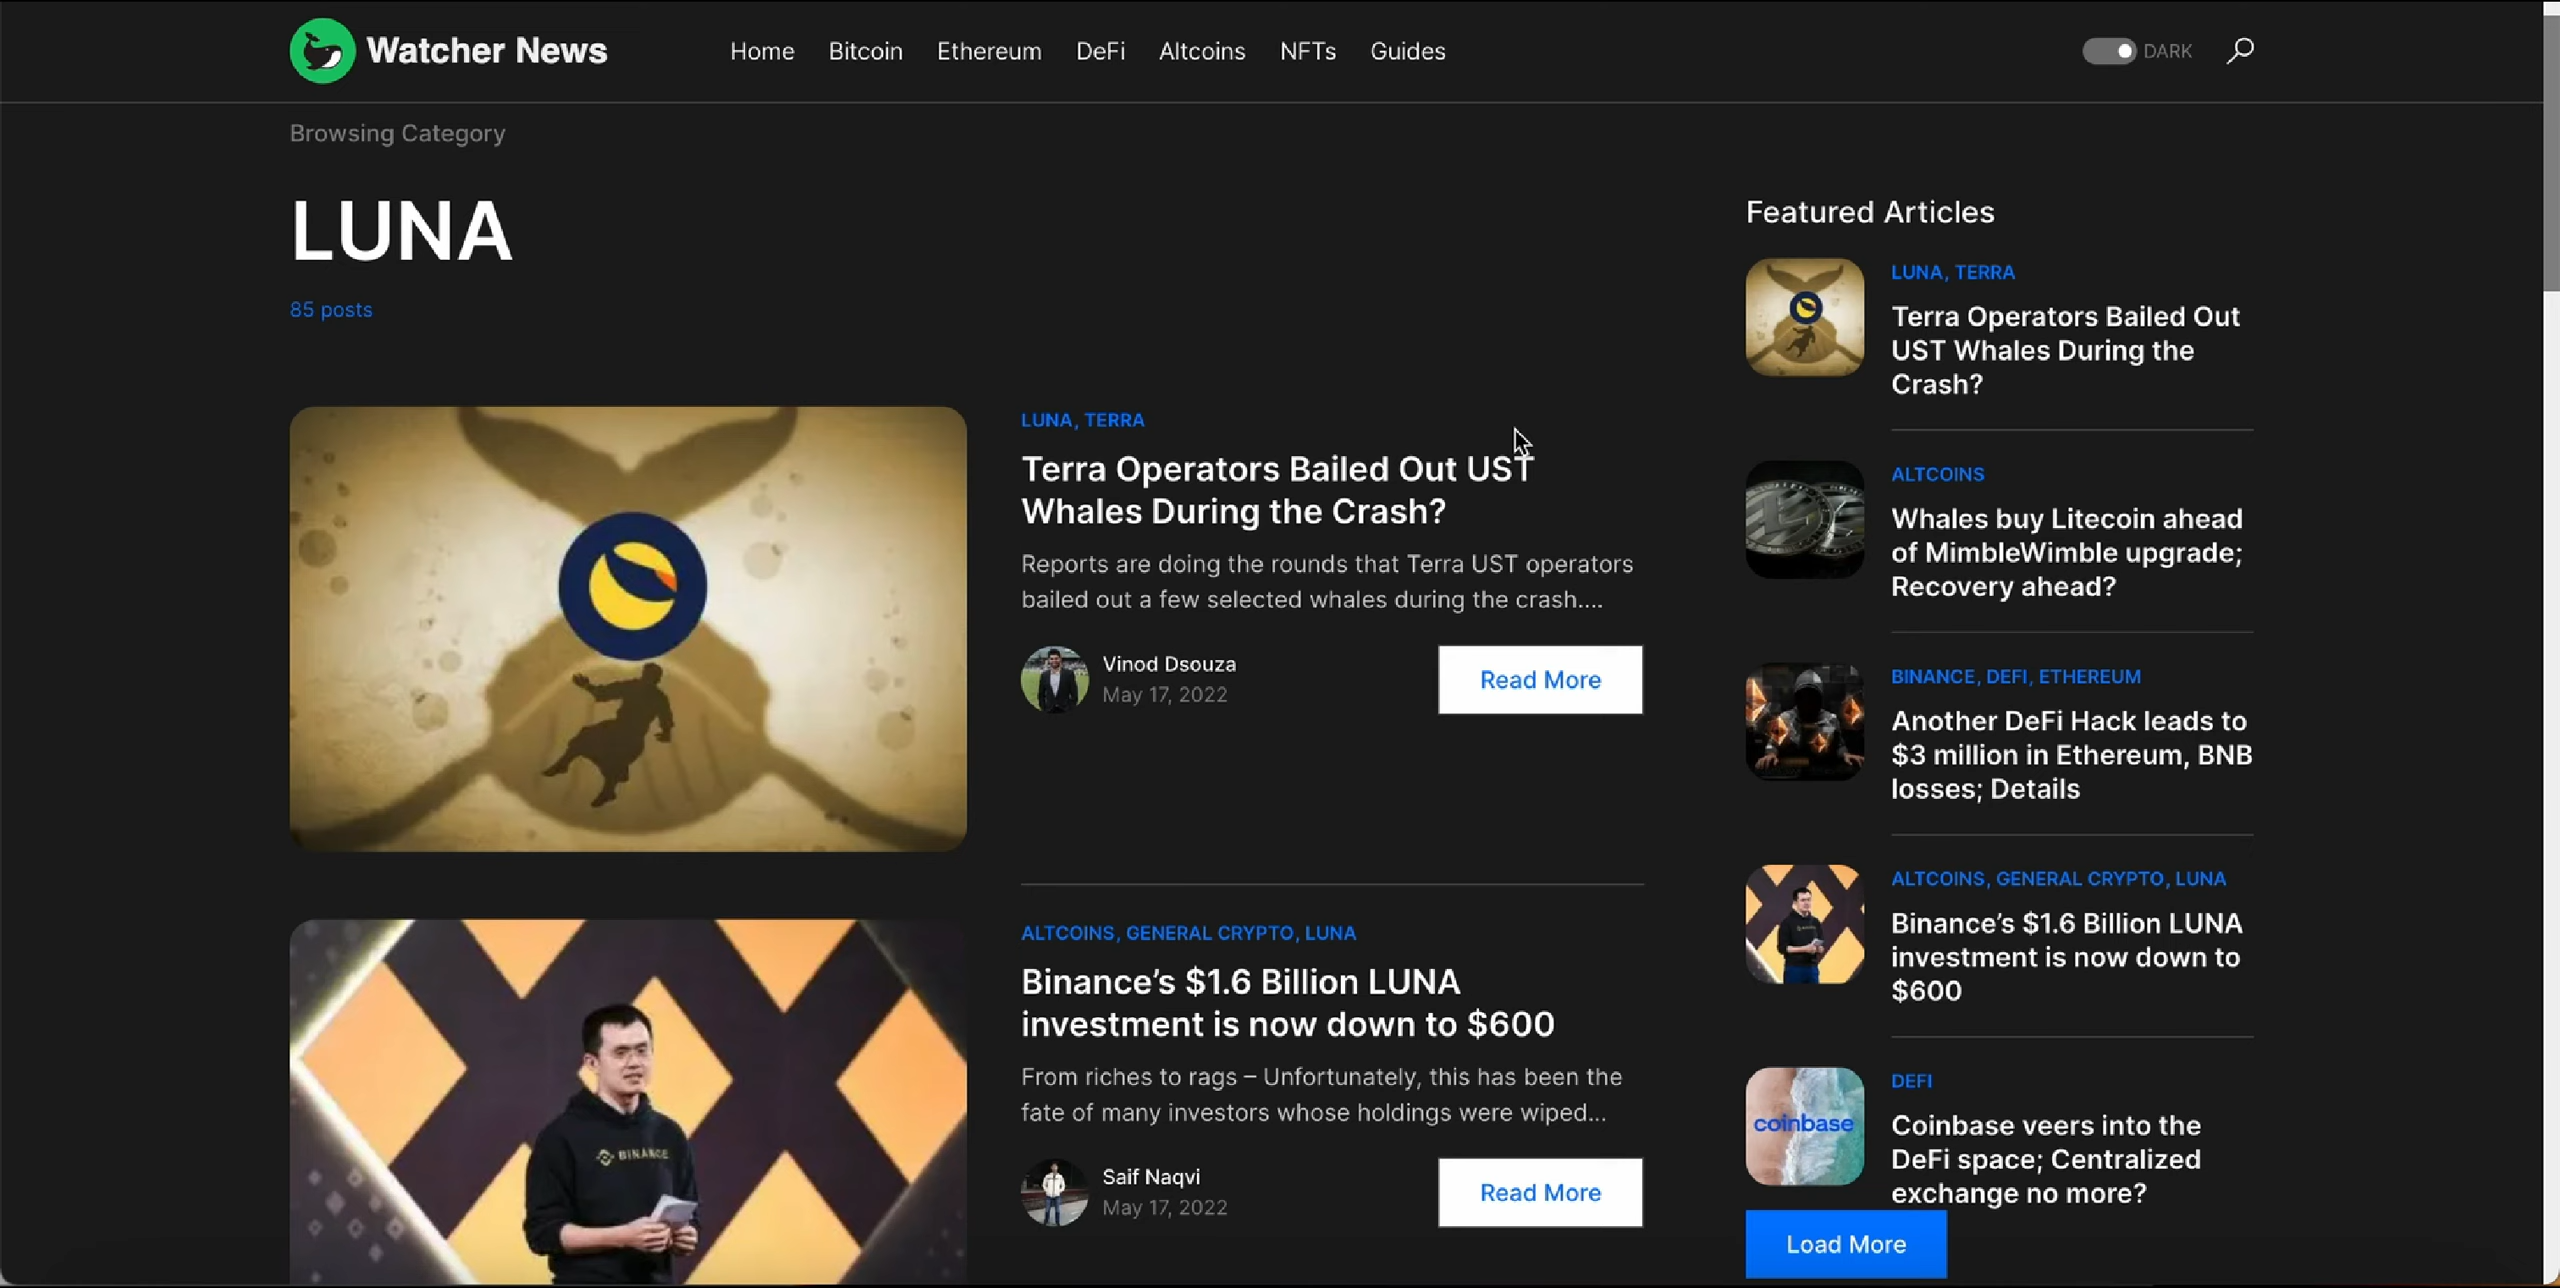 Watcher News
Home Bitcoin Ethereum DeFi Altcoins NFTs Guides
DARK
Browsing Category
LUNA
85 posts
LUNA, TERRA
Terra Operators Bailed Out UST
Whales During the Crash?
Reports are doing the rounds that Terra UST operators
bailed out a few selected whales during the crash....
Vinod Dsouza
May 17, 2022
Read More
ALTCOINS, GENERAL CRYPTO, LUNA
Binance’s $1.6 Billion LUNA
investment is now down to $600
From riches to rags – Unfortunately, this has been the
fate of many investors whose holdings were wiped...
Saif Naqvi
May 17, 2022
Read More
BINANCE
Featured Articles
LUNA, TERRA
Terra Operators Bailed Out
UST Whales During the
Crash?
ALTCOINS
Whales buy Litecoin ahead
of MimbleWimble upgrade;
Recovery ahead?
BINANCE, DEFI, ETHEREUM
Another DeFi Hack leads to
$3 million in Ethereum, BNB
losses; Details
ALTCOINS, GENERAL CRYPTO, LUNA
Binance’s $1.6 Billion LUNA
investment is now down to
$600
coinbase
DEFI
Coinbase veers into the
DeFi space; Centralized
exchange no more?
Load More